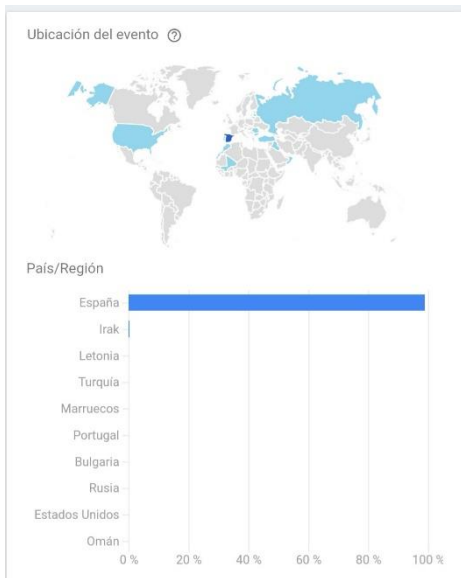 Ubicación del evento ?
País/Región
España
Irak
Letonia
Turquía
Marruecos
Portugal
Bulgaria
Rusia
Estados Unidos
Omán
0 % 20 % 40 % 60 % 80 % 100 %